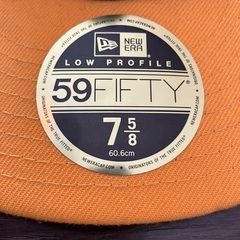 NEW ERA
LOW PROFILE
59FIFTY
7 5/8
60.6cm
NEWERACAP.COM
ORIGINATORS OF THE TRUE FITTED